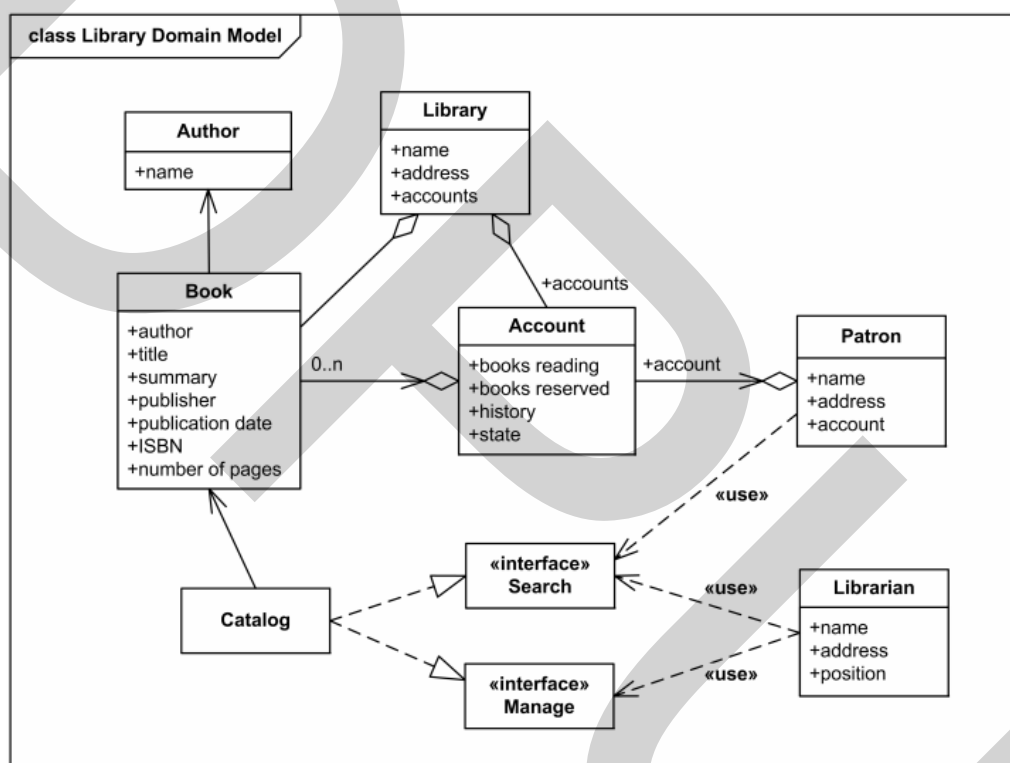 class Library Domain Model
Author
+name
Library
+name
+address
+accounts
+accounts
Book
+author
+title
+summary
+publisher
+publication date
+ISBN
+number of pages
0..n
Account
+books reading
+books reserved
+history
+state
+account
Patron
+name
+address
+account
«use»
«interface»
Search
«use»
Librarian
+name
+address
+position
Catalog
«use»
«interface»
Manage